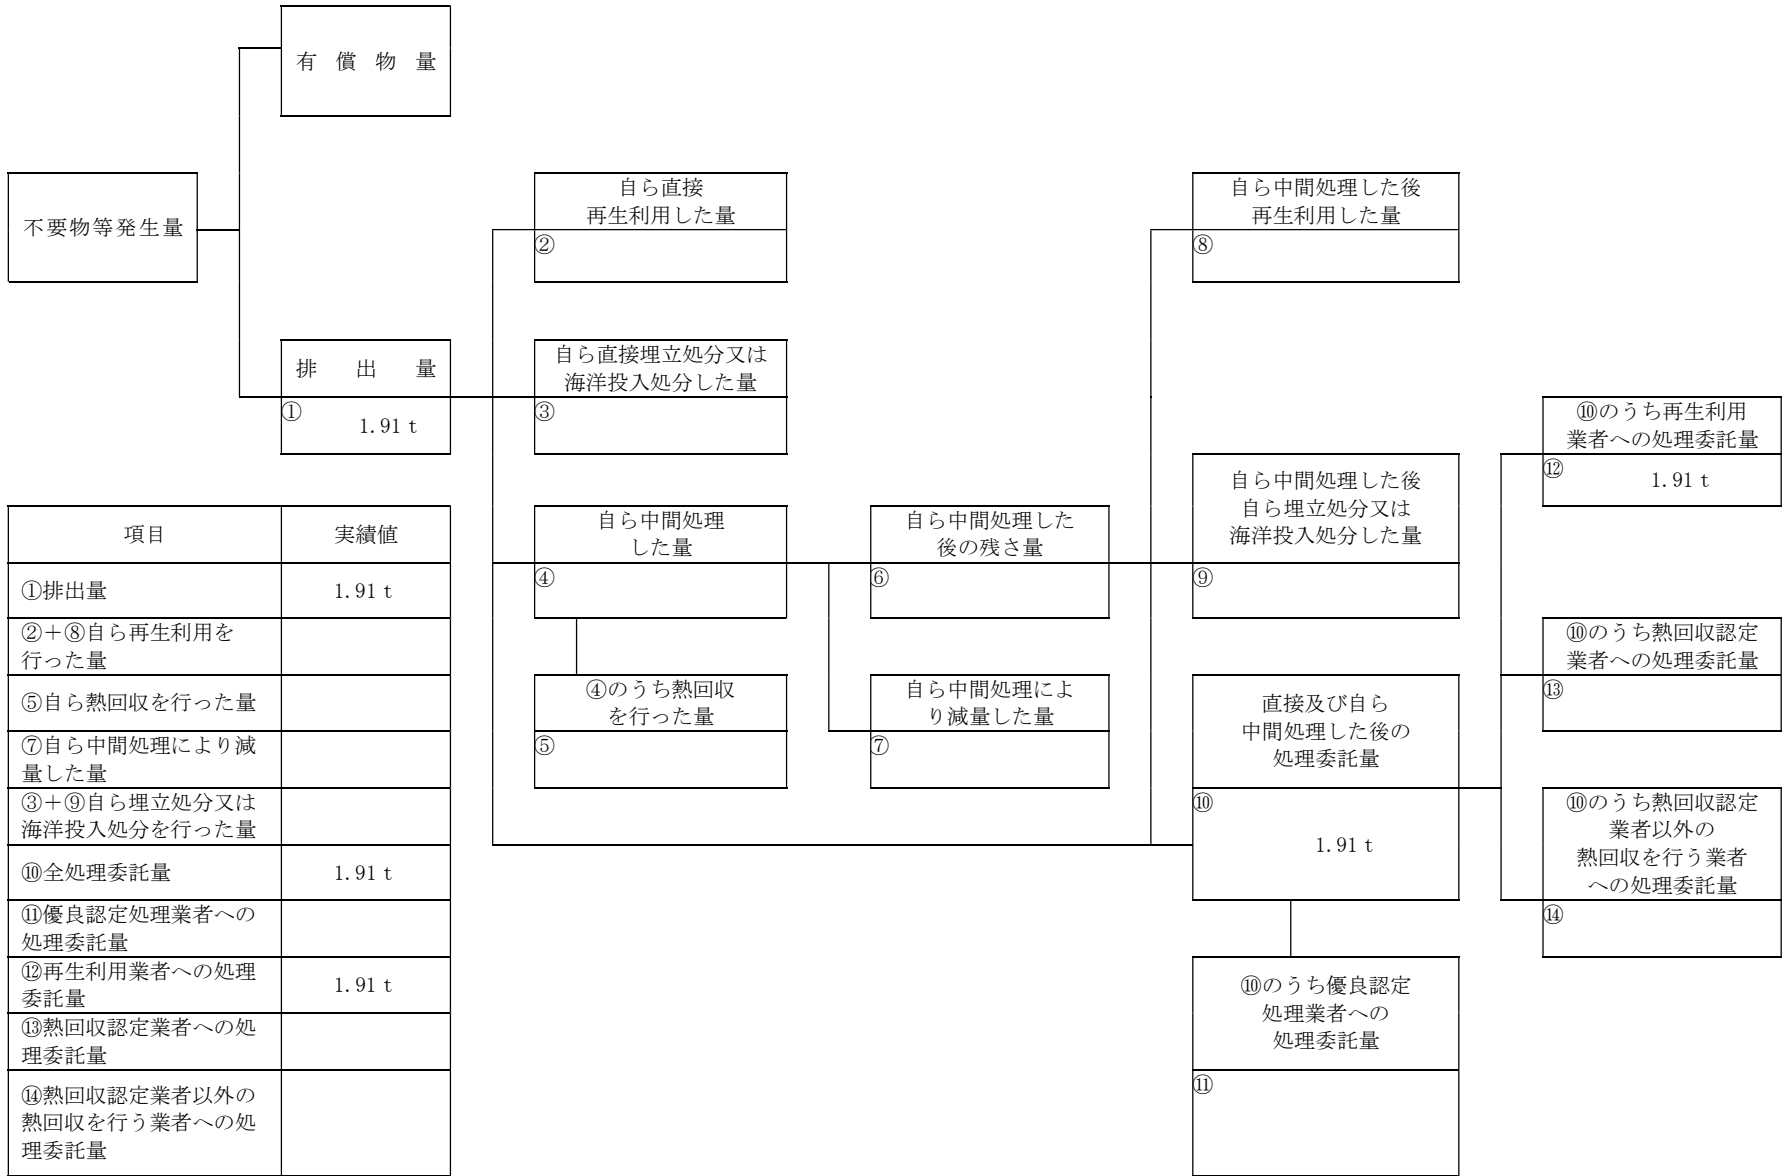 有償物量
不要物等発生量
自ら直接
再生利用した量
②
自ら中間処理した後
再生利用した量
⑧
排出量
①
1.91 t
自ら直接埋立処分又は
海洋投入処分した量
③
⑩のうち再生利用
業者への処理委託量
⑫
1.91 t
自ら中間処理
した量
④
自ら中間処理した
後の残さ量
⑥
自ら中間処理した後
自ら埋立処分又は
海洋投入処分した量
⑨
⑩のうち熱回収認定
業者への処理委託量
⑬
④のうち熱回収
を行った量
⑤
自ら中間処理によ
り減量した量
⑦
直接及び自ら
中間処理した後の
処理委託量
⑩
1.91 t
⑩のうち熱回収認定
業者以外の
熱回収を行う業者
への処理委託量
⑭
⑩のうち優良認定
処理業者への
処理委託量
⑪
項目 実績値
①排出量 1.91 t
②＋⑧自ら再生利用を
行った量
⑤自ら熱回収を行った量
⑦自ら中間処理により減
量した量
③＋⑨自ら埋立処分又は
海洋投入処分を行った量
⑩全処理委託量 1.91 t
⑪優良認定処理業者への
処理委託量
⑫再生利用業者への処理
委託量
1.91 t
⑬熱回収認定業者への処
理委託量
⑭熱回収認定業者以外の
熱回収を行う業者への処
理委託量